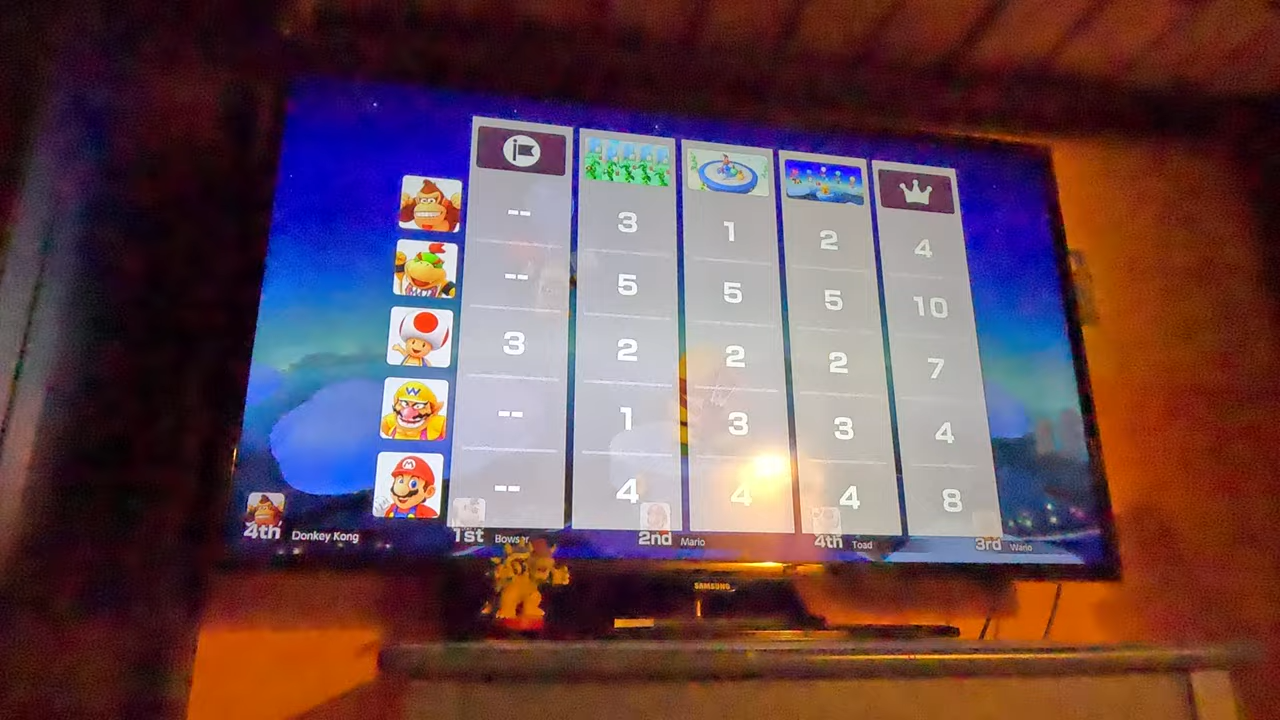 -- 3 1 2 4
-- 5 5 5 10
3 2 2 2 7
-- 1 3 3 4
-- 4 4 4 8
4th Donkey Kong 1st Bowser 2nd Mario 4th Toad 3rd Wario
SAMSUNG